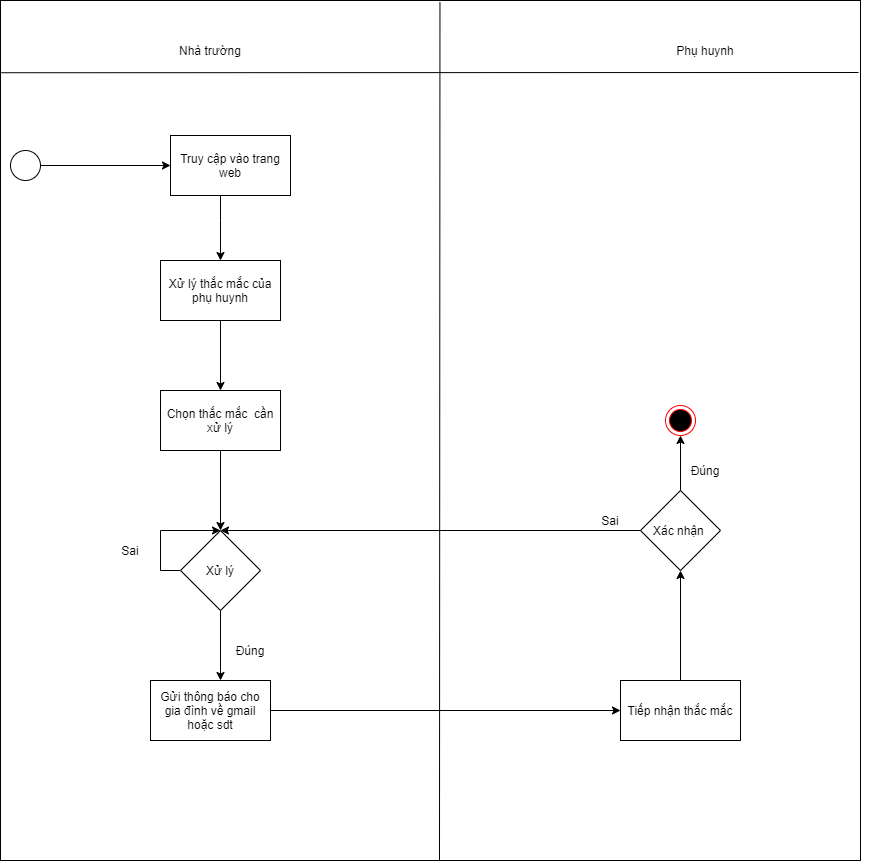 Nhà trường
Phụ huynh
Truy cập vào trang
web
Xử lý thắc mắc của
phụ huynh
Chọn thắc mắc  cần
xử lý
Đúng
Sai
Xác nhận
Sai
Xử lý
Đúng
Gửi thông báo cho
gia đình về gmail
hoặc sdt
Tiếp nhận thắc mắc